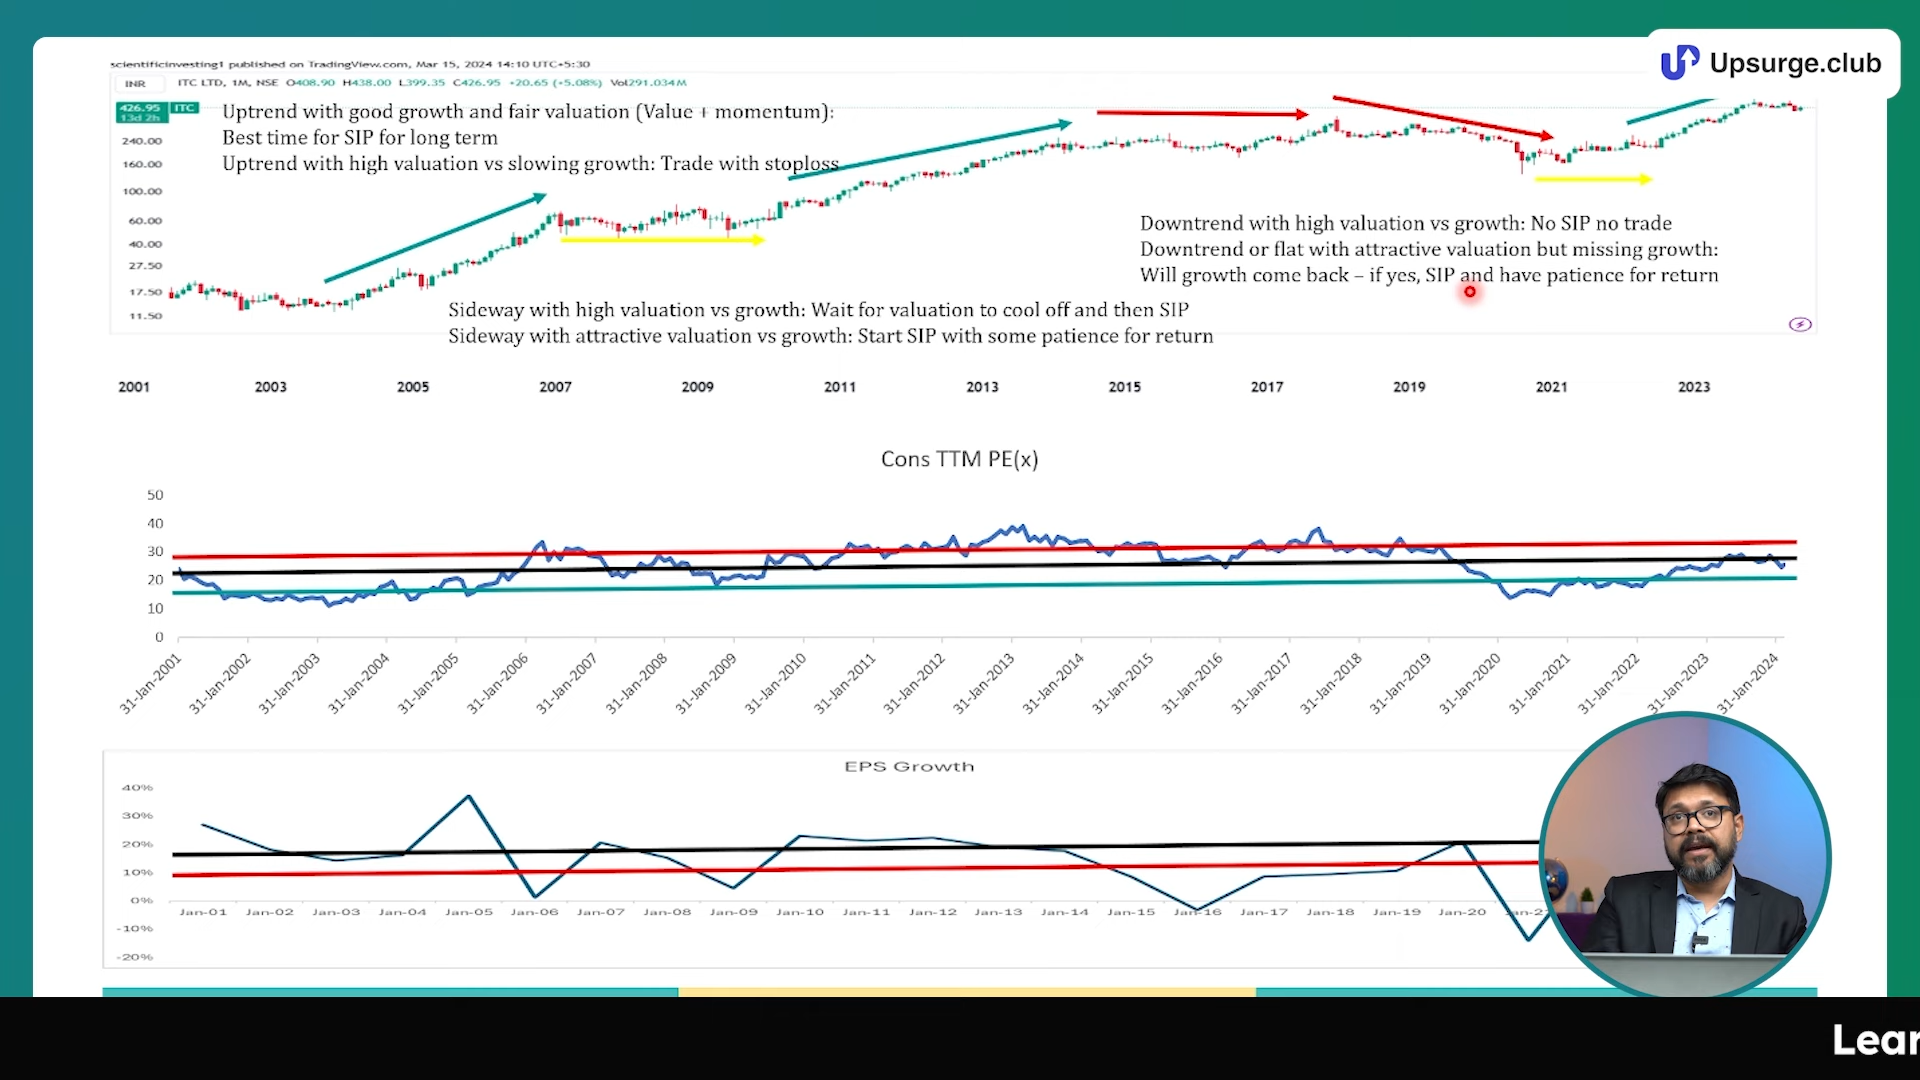 Upsurge.club
scientificinvesting1 published on TradingView.com, Mar 15, 2024 14:10 UTC+5:30
INR
ITC LTD, 1M, NSE O408.90 H438.00 L399.35 C426.95 +20.65 (+5.08%) Vol291.034M
426.95 ITC
13d 2h
Uptrend with good growth and fair valuation (Value + momentum):
Best time for SIP for long term
Uptrend with high valuation vs slowing growth: Trade with stoploss
240.00
160.00
100.00
60.00
40.00
27.50
17.50
11.50
Downtrend with high valuation vs growth: No SIP no trade
Downtrend or flat with attractive valuation but missing growth:
Will growth come back – if yes, SIP and have patience for return
Sideway with high valuation vs growth: Wait for valuation to cool off and then SIP
Sideway with attractive valuation vs growth: Start SIP with some patience for return
2001 2003 2005 2007 2009 2011 2013 2015 2017 2019 2021 2023
Cons TTM PE(x)
50
40
30
20
10
0
31-Jan-2001 31-Jan-2002 31-Jan-2003 31-Jan-2004 31-Jan-2005 31-Jan-2006 31-Jan-2007 31-Jan-2008 31-Jan-2009 31-Jan-2010 31-Jan-2011 31-Jan-2012 31-Jan-2013 31-Jan-2014 31-Jan-2015 31-Jan-2016 31-Jan-2017 31-Jan-2018 31-Jan-2019 31-Jan-2020 31-Jan-2021 31-Jan-2022 31-Jan-2023 31-Jan-2024
EPS Growth
40%
30%
20%
10%
0%
-10%
-20%
Jan-01 Jan-02 Jan-03 Jan-04 Jan-05 Jan-06 Jan-07 Jan-08 Jan-09 Jan-10 Jan-11 Jan-12 Jan-13 Jan-14 Jan-15 Jan-16 Jan-17 Jan-18 Jan-19 Jan-20
Lear